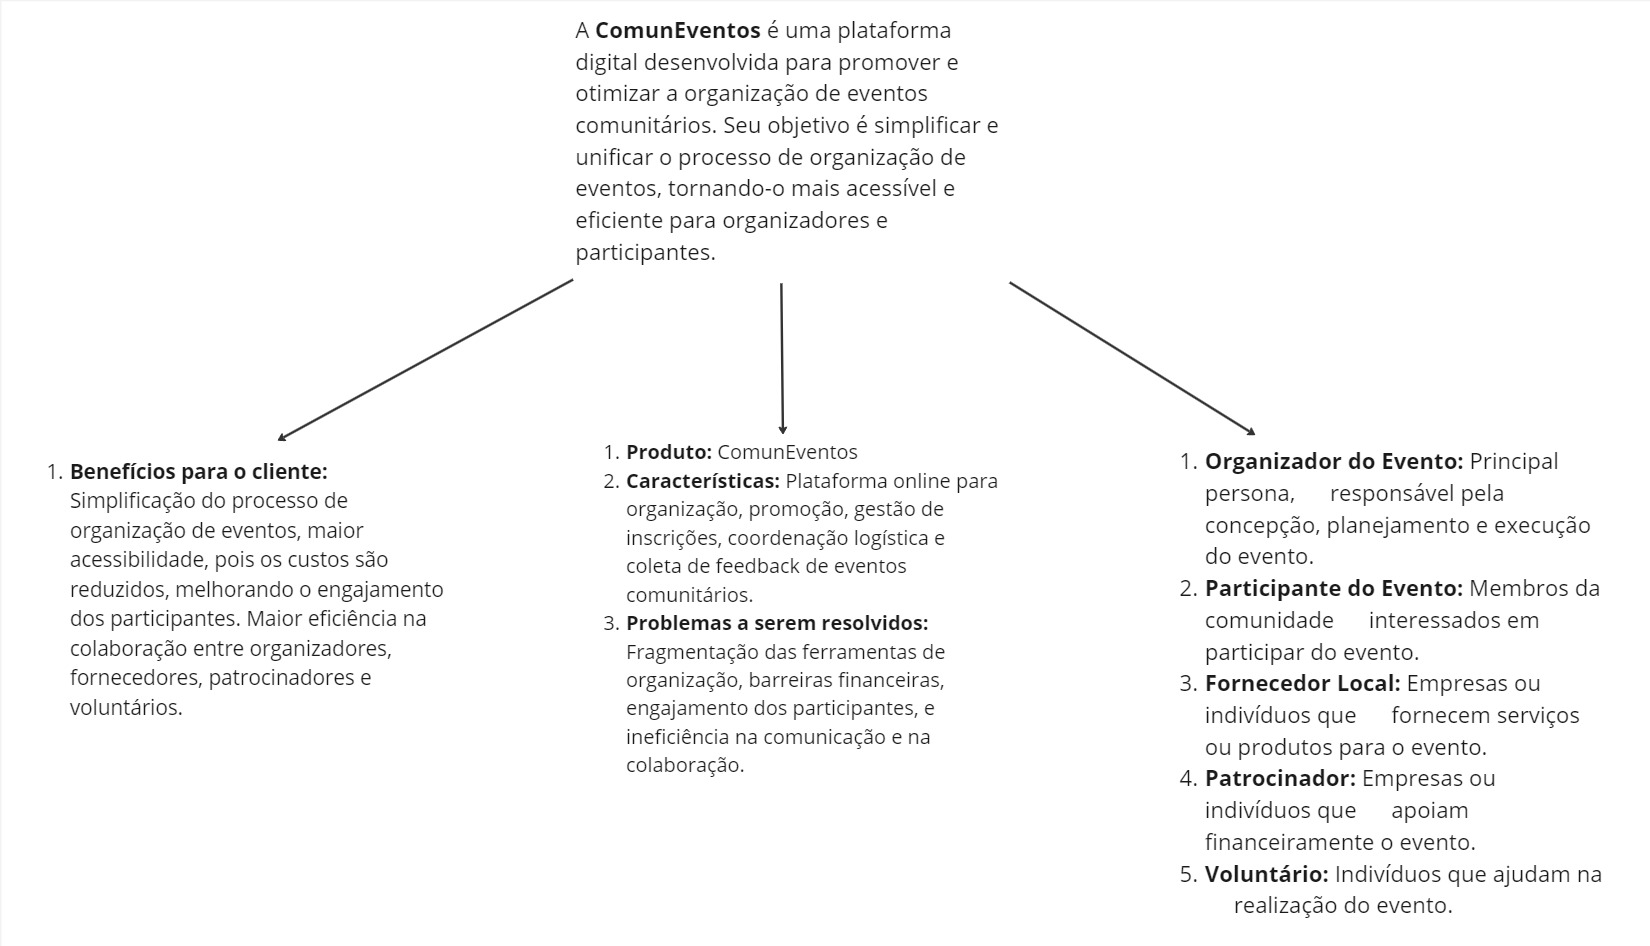 A ComunEventos é uma plataforma
digital desenvolvida para promover e
otimizar a organização de eventos
comunitários. Seu objetivo é simplificar e
unificar o processo de organização de
eventos, tornando-o mais acessível e
eficiente para organizadores e
participantes.
1. Benefícios para o cliente:
Simplificação do processo de
organização de eventos, maior
acessibilidade, pois os custos são
reduzidos, melhorando o engajamento
dos participantes. Maior eficiência na
colaboração entre organizadores,
fornecedores, patrocinadores e
voluntários.
1. Produto: ComunEventos
2. Características: Plataforma online para
organização, promoção, gestão de
inscrições, coordenação logística e
coleta de feedback de eventos
comunitários.
3. Problemas a serem resolvidos:
Fragmentação das ferramentas de
organização, barreiras financeiras,
engajamento dos participantes, e
ineficiência na comunicação e na
colaboração.
1. Organizador do Evento: Principal
persona, responsável pela
concepção, planejamento e execução
do evento.
2. Participante do Evento: Membros da
comunidade interessados em
participar do evento.
3. Fornecedor Local: Empresas ou
indivíduos que fornecem serviços
ou produtos para o evento.
4. Patrocinador: Empresas ou
indivíduos que apoiam
financeiramente o evento.
5. Voluntário: Indivíduos que ajudam na
realização do evento.